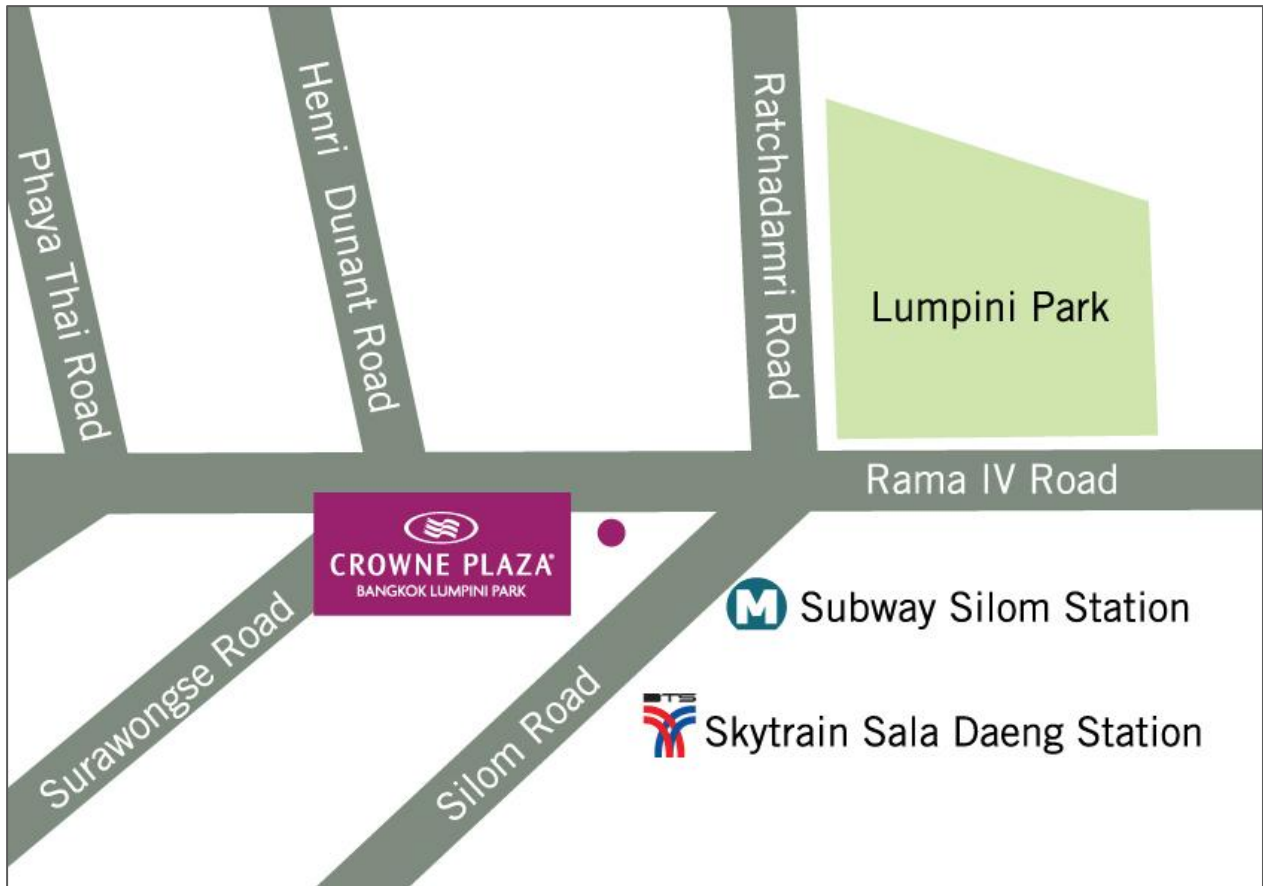 Phaya Thai Road
Henri Dunant Road
Ratchadamri Road
Lumpini Park
Rama IV Road
CROWNE PLAZA®
BANGKOK LUMPINI PARK
Surawongse Road
Silom Road
M Subway Silom Station
BTS
Skytrain Sala Daeng Station